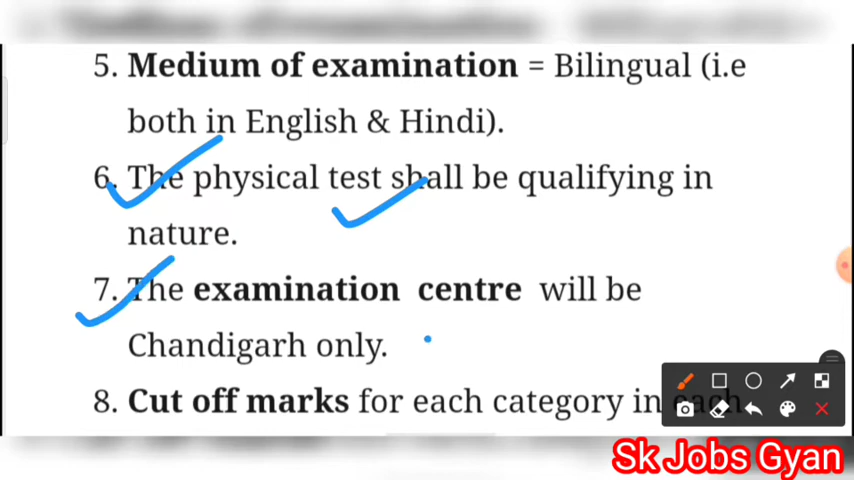 5. Medium of examination = Bilingual (i.e
both in English & Hindi).
6. The physical test shall be qualifying in
nature.
7. The examination centre will be
Chandigarh only.
8. Cut off marks for each category in each
Sk Jobs Gyan